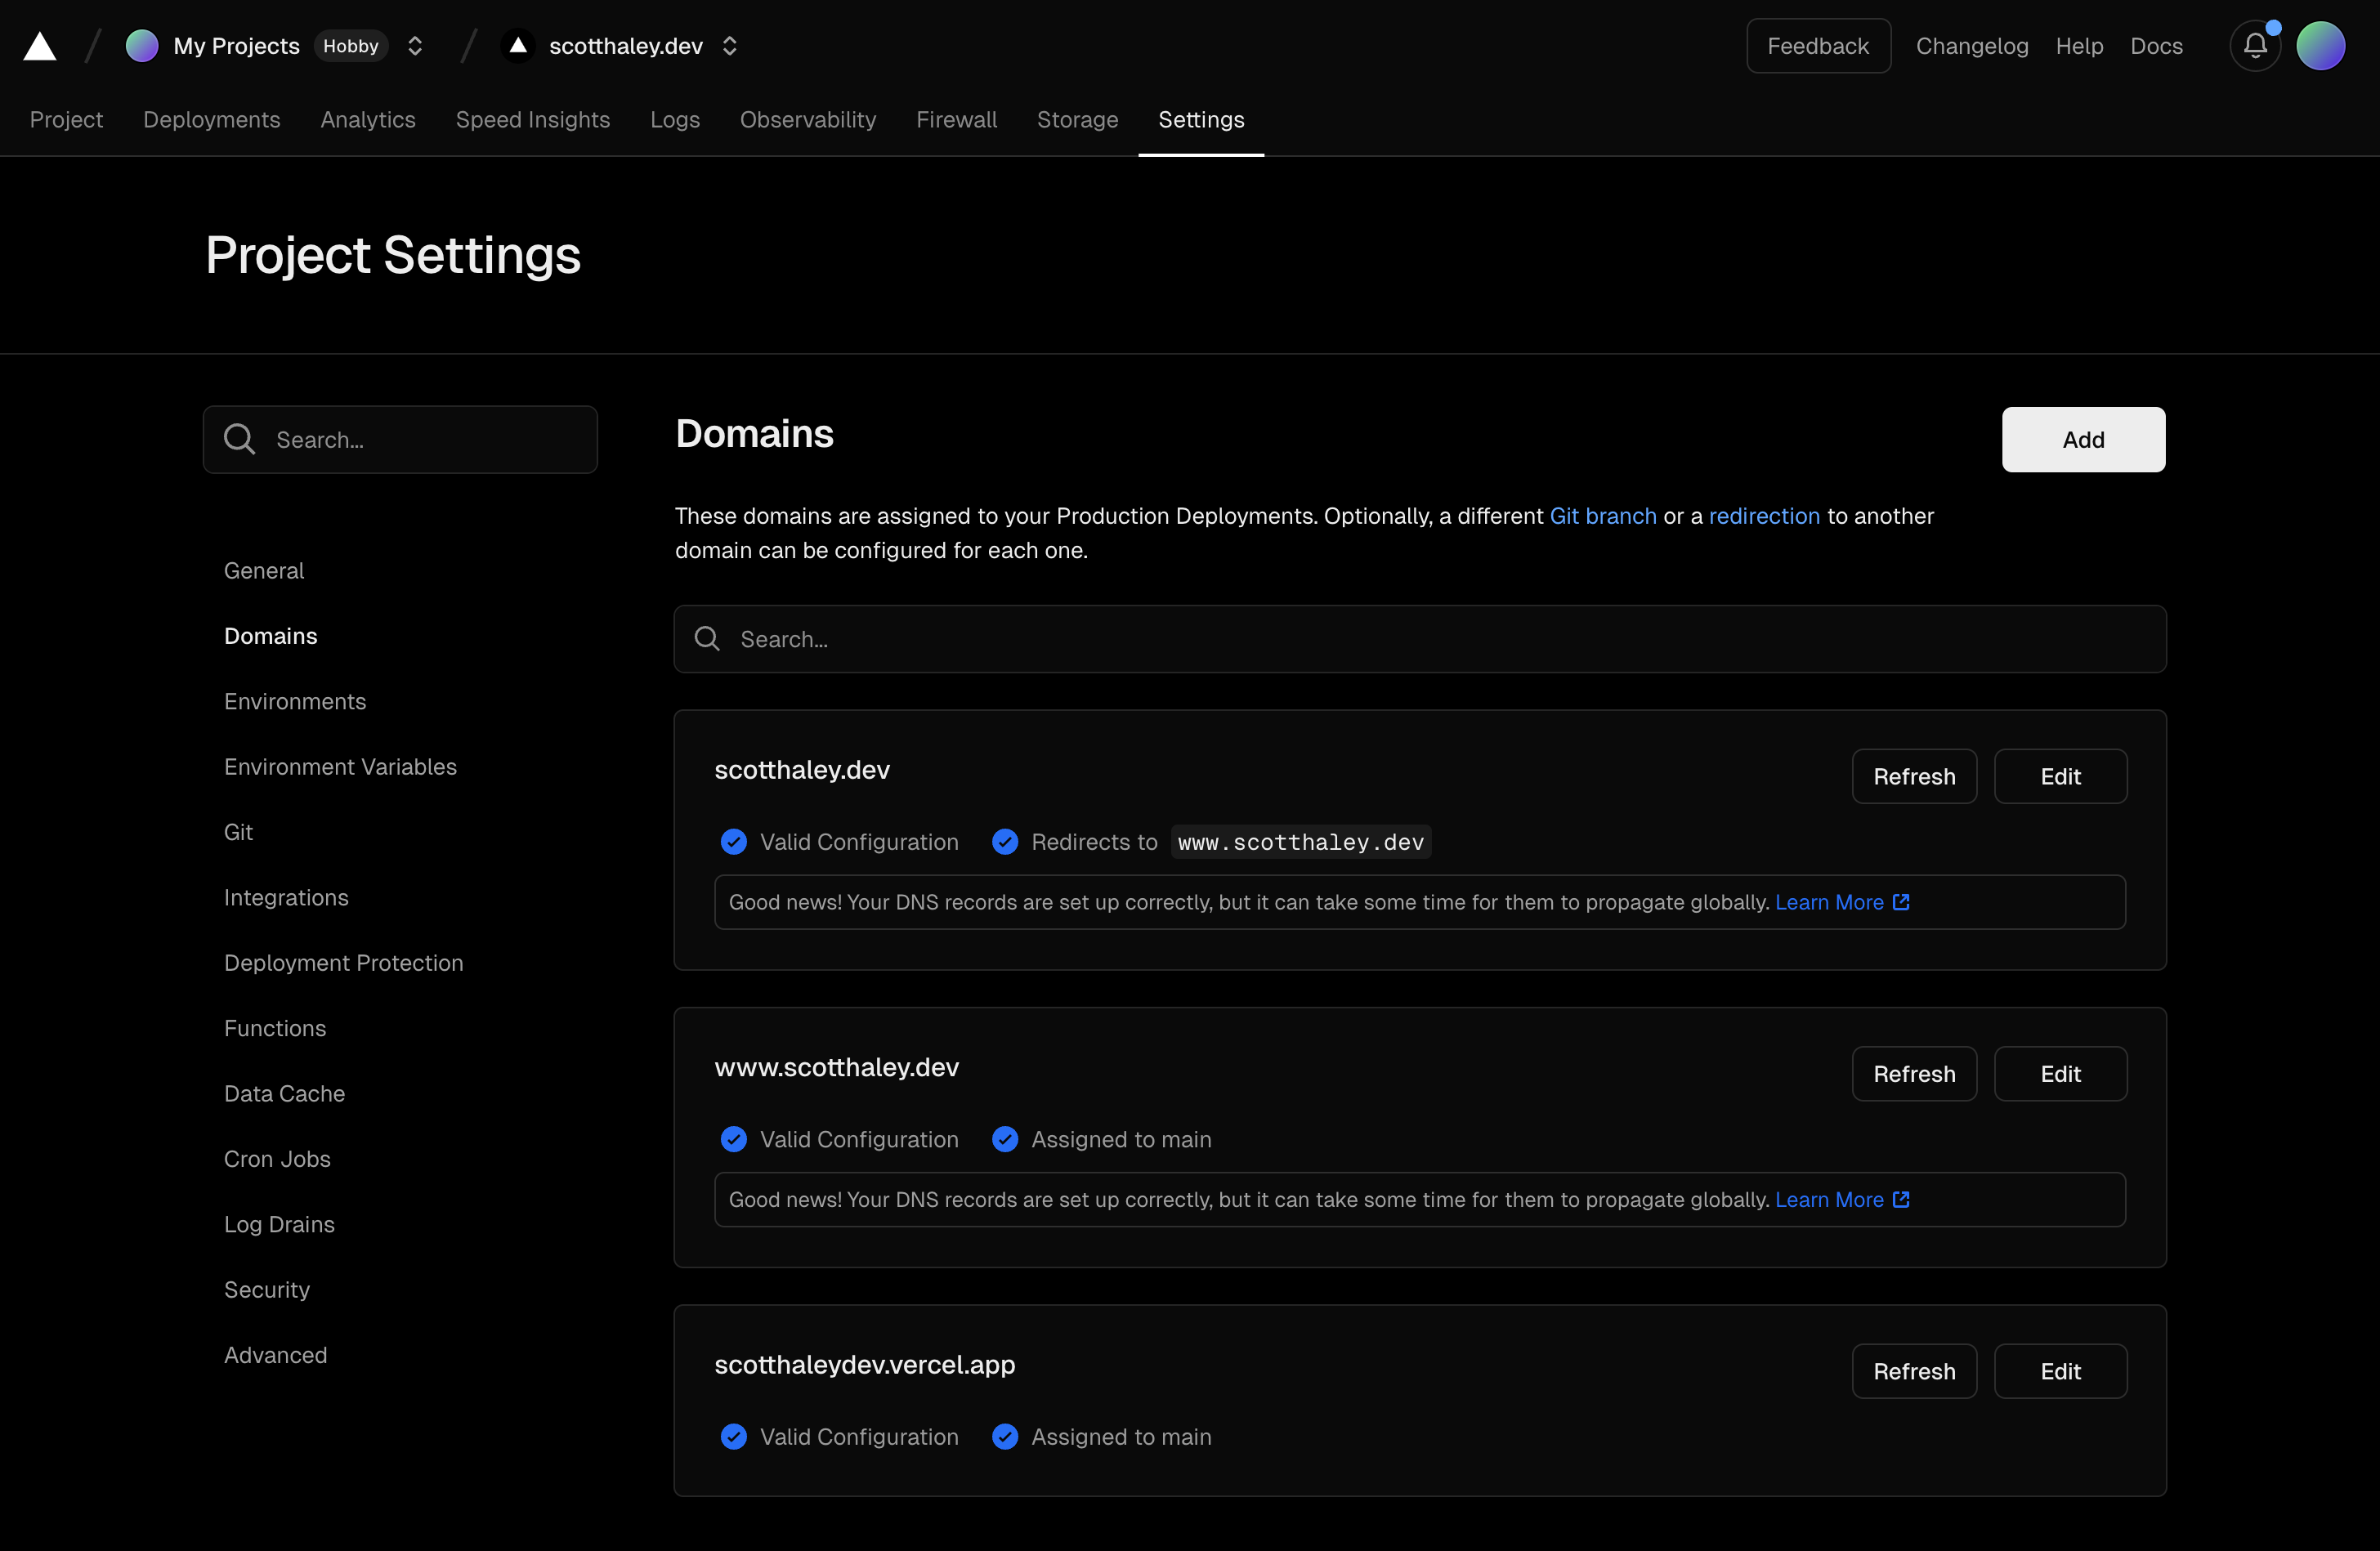 My Projects Hobby scotthaley.dev Feedback Changelog Help Docs
Project Deployments Analytics Speed Insights Logs Observability Firewall Storage Settings
Project Settings
Search...
General
Domains
Environments
Environment Variables
Git
Integrations
Deployment Protection
Functions
Data Cache
Cron Jobs
Log Drains
Security
Advanced
Domains
Add
These domains are assigned to your Production Deployments. Optionally, a different Git branch or a redirection to another
domain can be configured for each one.
Search...
scotthaley.dev
Refresh Edit
Valid Configuration Redirects to www.scotthaley.dev
Good news! Your DNS records are set up correctly, but it can take some time for them to propagate globally. Learn More
www.scotthaley.dev
Refresh Edit
Valid Configuration Assigned to main
Good news! Your DNS records are set up correctly, but it can take some time for them to propagate globally. Learn More
scotthaleydev.vercel.app
Refresh Edit
Valid Configuration Assigned to main